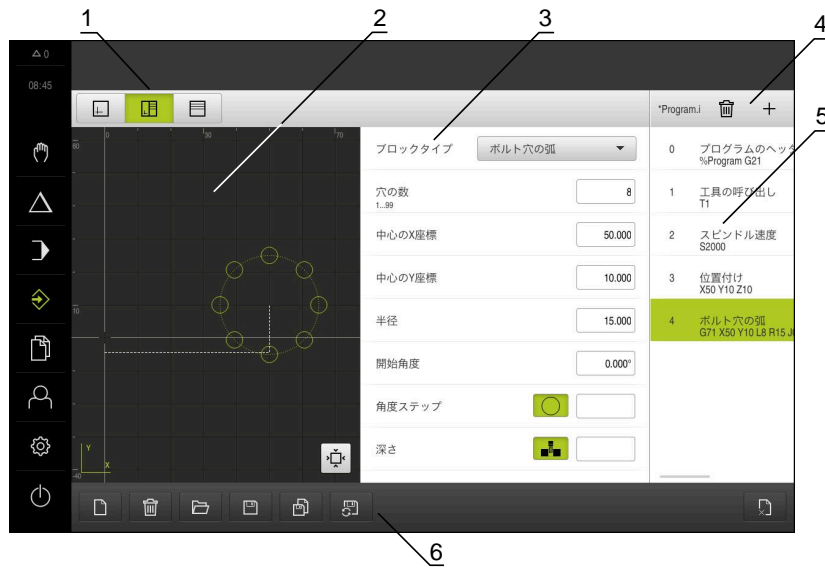 1
2
3
4
5
6
0
08:45
0
30
70
60
10
-40
Y
X
ブロックタイプ
ボルト穴の弧
穴の数
1...99
8
中心のX座標
50.000
中心のY座標
10.000
半径
15.000
開始角度
0.000°
角度ステップ
深さ
*Program.i
0 プログラムのヘッダ
%Program G21
1 工具の呼び出し
T1
2 スピンドル速度
S2000
3 位置付け
X50 Y10 Z10
4 ボルト穴の弧
G71 X50 Y10 L8 R15